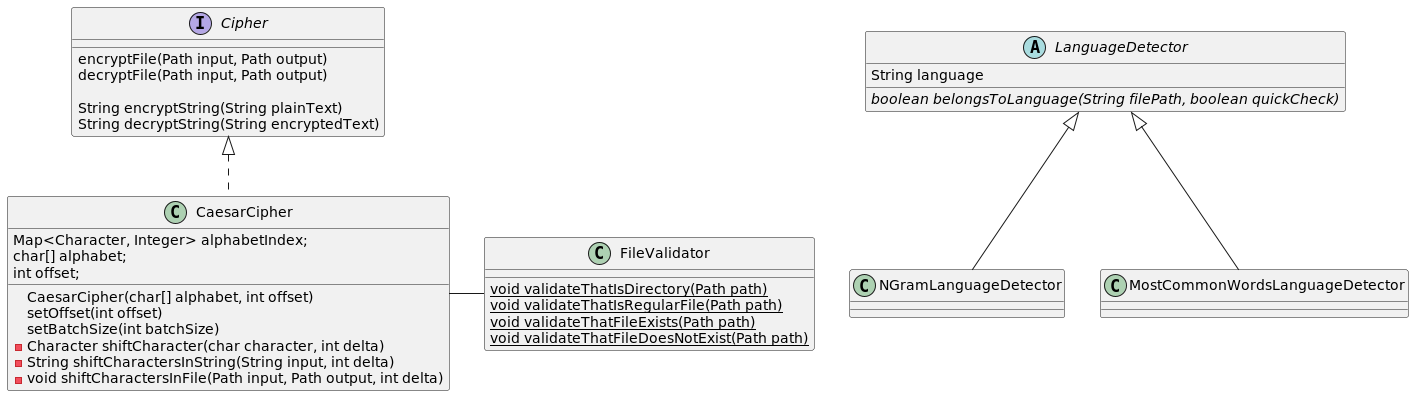 I Cipher
encryptFile(Path input, Path output)
decryptFile(Path input, Path output)
String encryptString(String plainText)
String decryptString(String encryptedText)
C CaesarCipher
Map<Character, Integer> alphabetIndex;
char[] alphabet;
int offset;
CaesarCipher(char[] alphabet, int offset)
setOffset(int offset)
setBatchSize(int batchSize)
Character shiftCharacter(char character, int delta)
String shiftCharactersInString(String input, int delta)
void shiftCharactersInFile(Path input, Path output, int delta)
C FileValidator
void validateThatIsDirectory(Path path)
void validateThatIsRegularFile(Path path)
void validateThatFileExists(Path path)
void validateThatFileDoesNotExist(Path path)
A LanguageDetector
String language
boolean belongsToLanguage(String filePath, boolean quickCheck)
C NGramLanguageDetector
C MostCommonWordsLanguageDetector